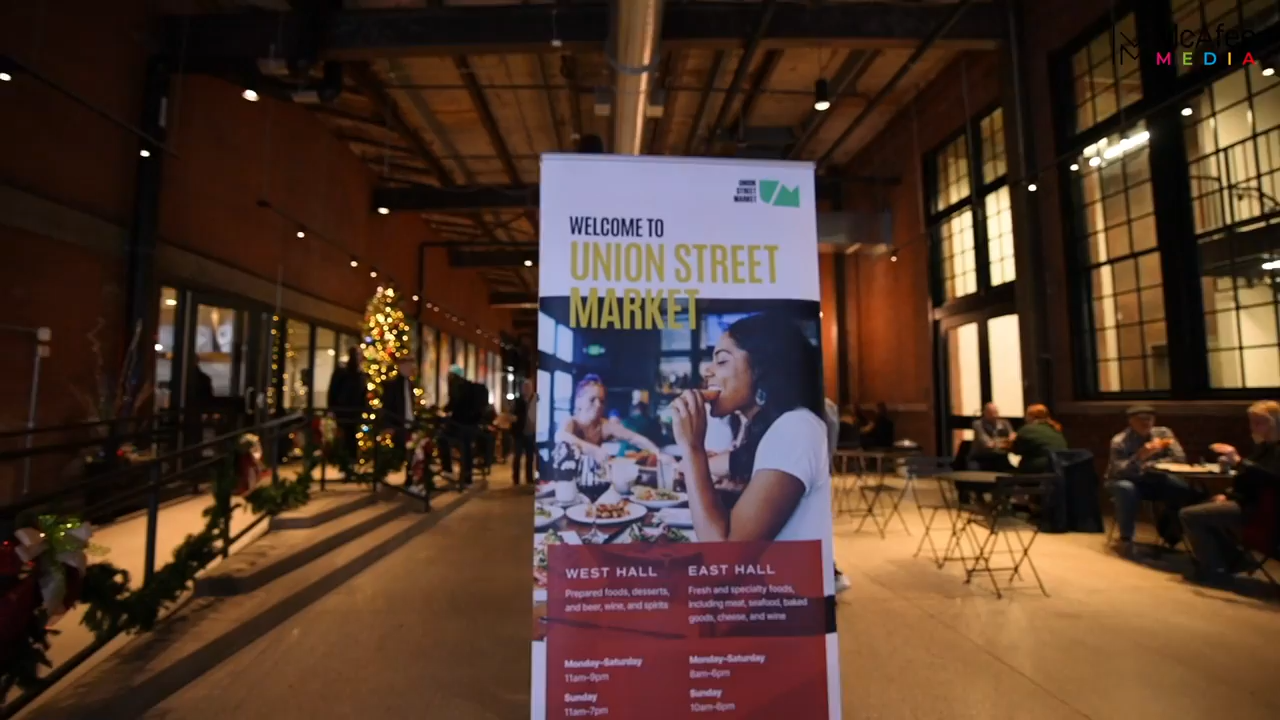 McAfee
MEDIA
UNION
STREET
MARKET
WELCOME TO
UNION STREET
MARKET
WEST HALL
Prepared foods, desserts,
and beer, wine, and spirits
Monday–Saturday
11am–9pm
Sunday
11am–7pm
EAST HALL
Fresh and specialty foods,
including meat, seafood, baked
goods, cheese, and wine
Monday–Saturday
8am–6pm
Sunday
10am–6pm